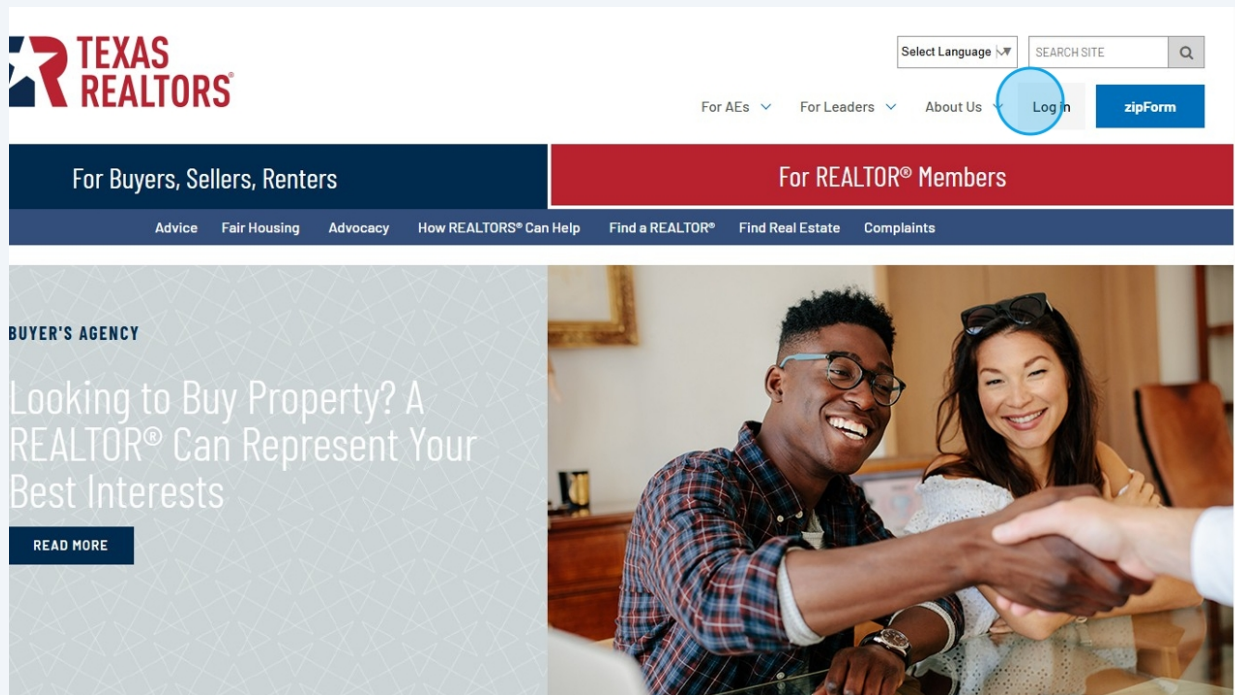 TEXAS
REALTORS®
Select Language ▼
SEARCH SITE
For AEs
For Leaders
About Us
Log in
zipForm
For Buyers, Sellers, Renters
For REALTOR® Members
Advice
Fair Housing
Advocacy
How REALTORS® Can Help
Find a REALTOR®
Find Real Estate
Complaints
BUYER'S AGENCY
Looking to Buy Property? A
REALTOR® Can Represent Your
Best Interests
READ MORE